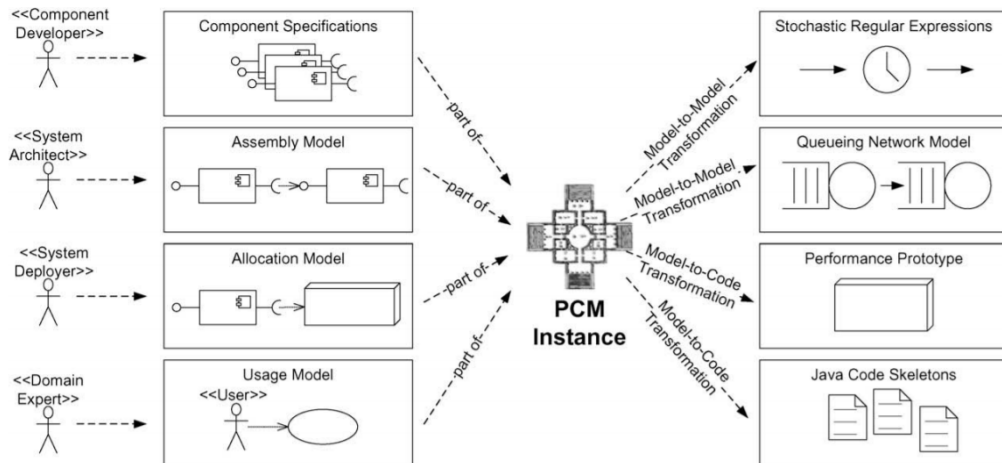 <<Component
Developer>>
Component Specifications
part of
<<System
Architect>>
Assembly Model
part of
<<System
Deployer>>
Allocation Model
part of
<<Domain
Expert>>
Usage Model
<<User>>
part of
PCM
Instance
Model-to-Model
Transformation
Stochastic Regular Expressions
Model-to-Model
Transformation
Queueing Network Model
Model-to-Code
Transformation
Performance Prototype
Model-to-Code
Transformation
Java Code Skeletons